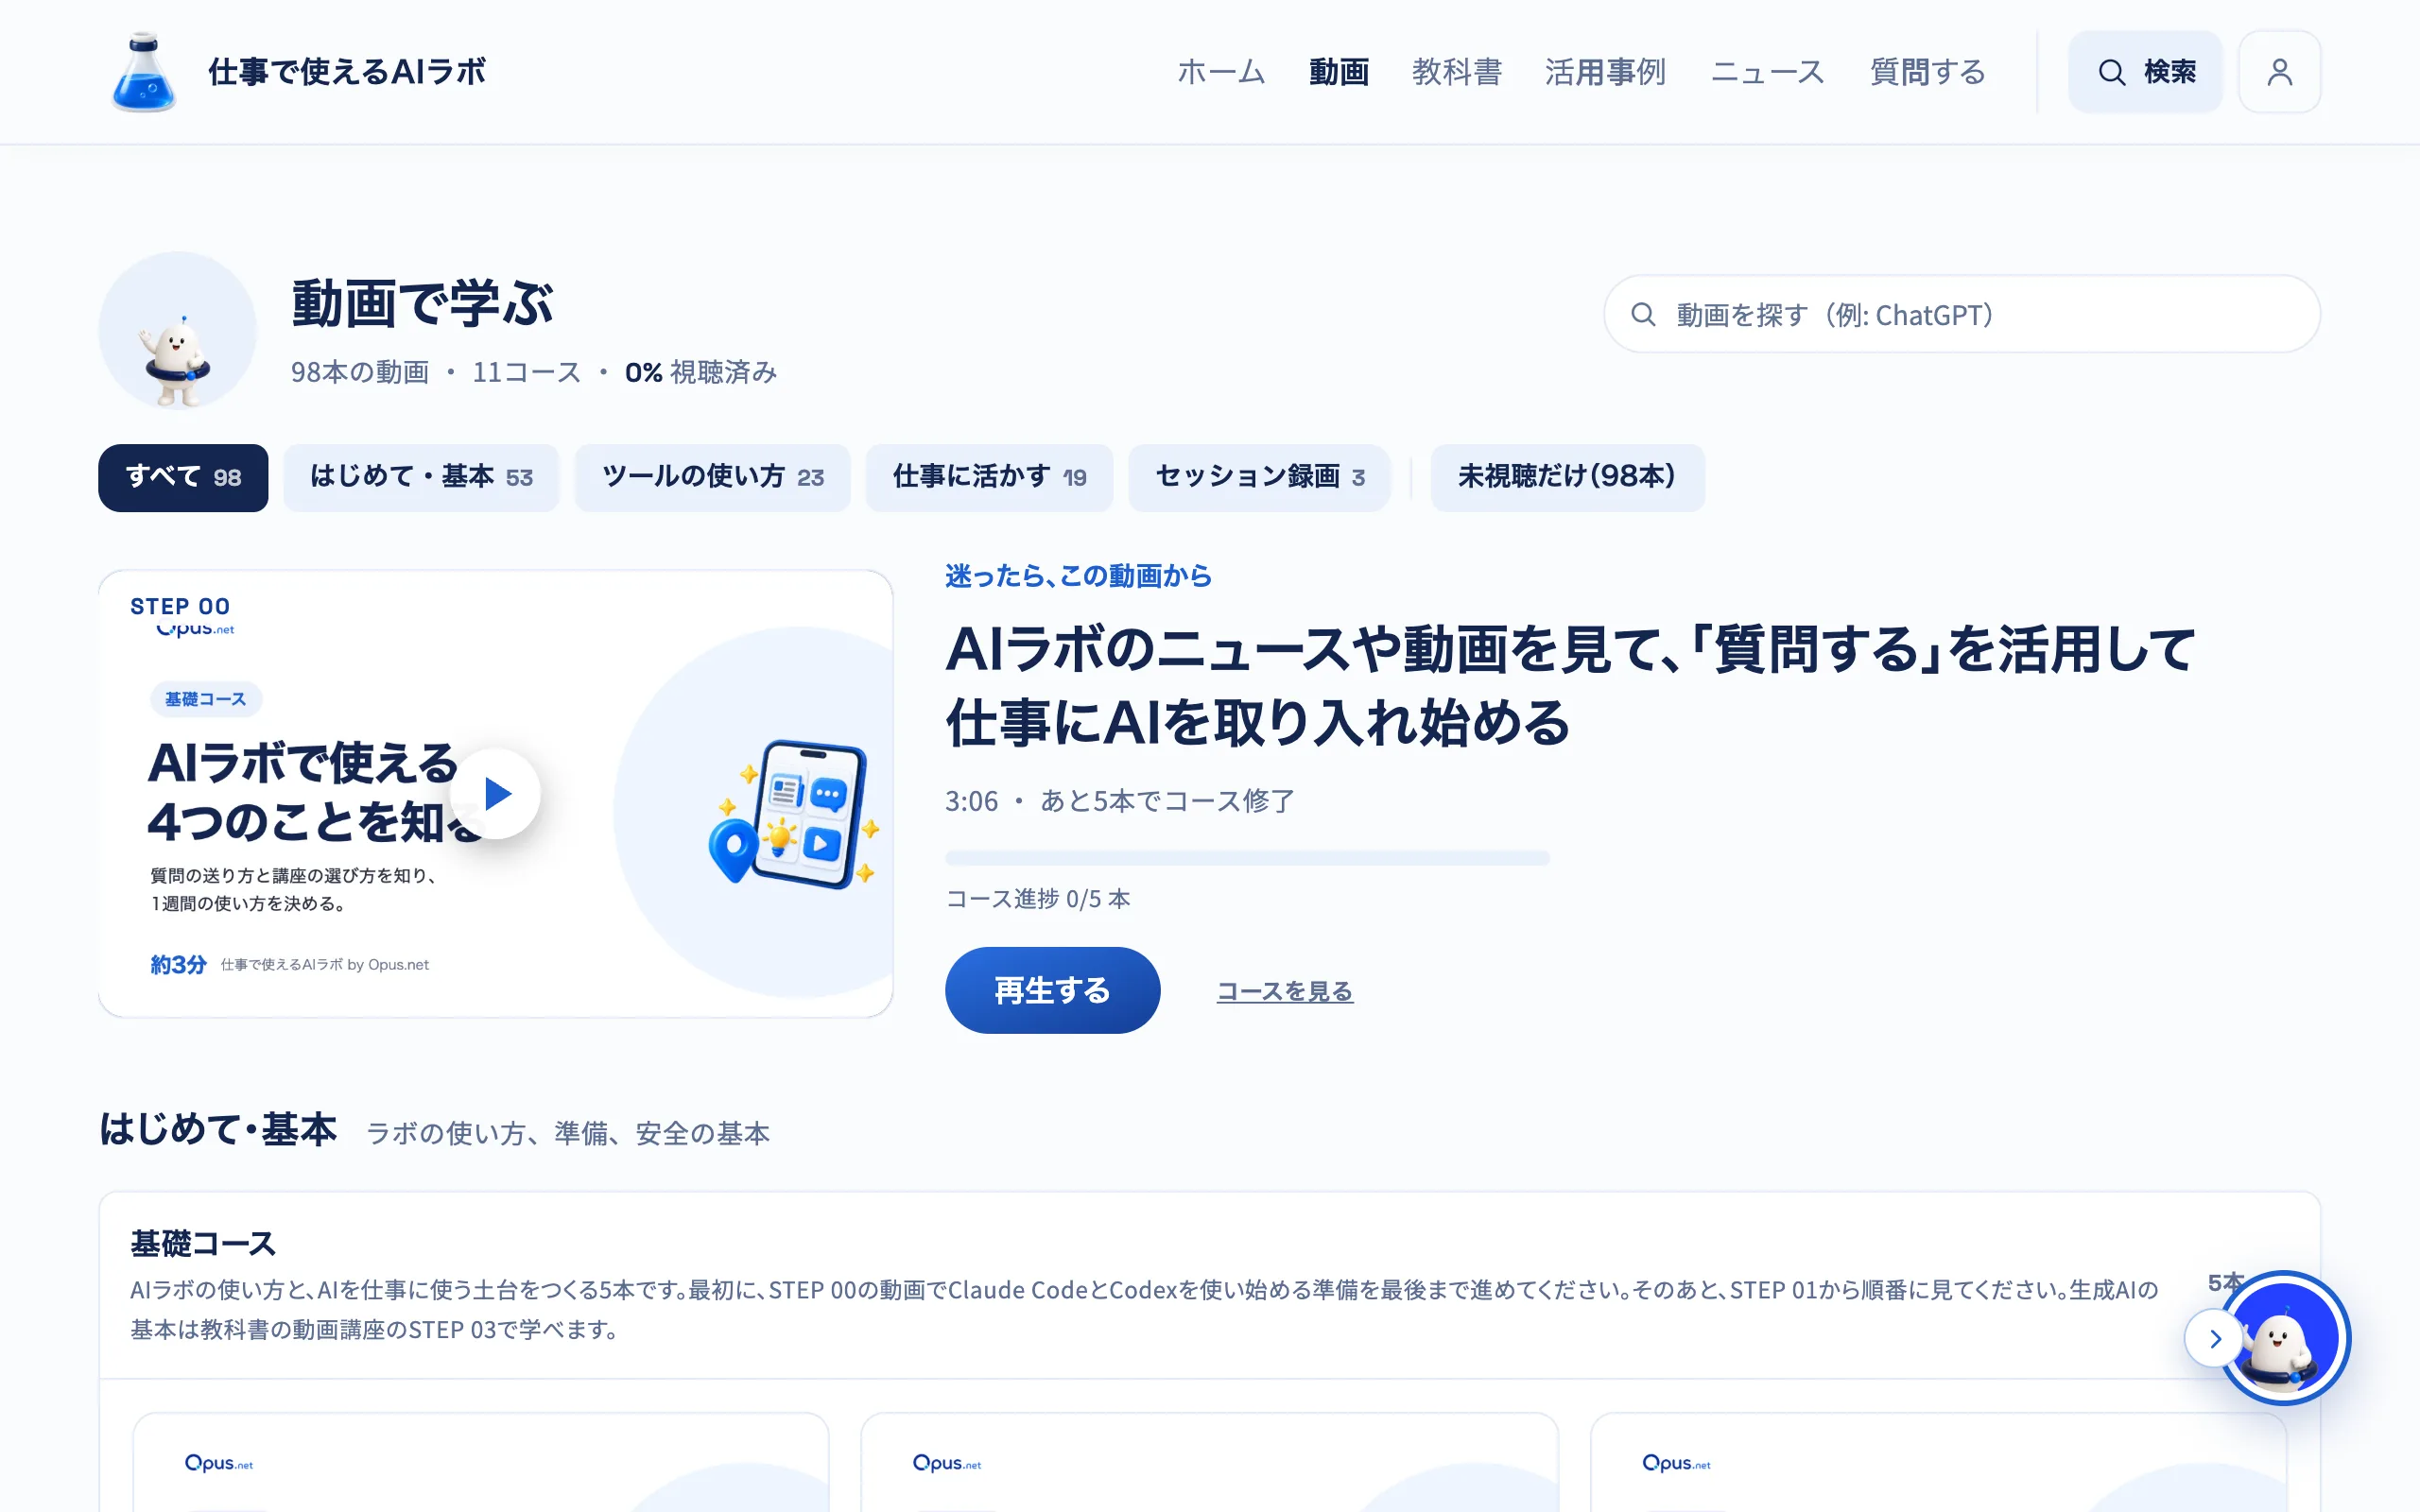 仕事で使えるAIラボ
ホーム
動画
教科書
活用事例
ニュース
質問する
検索
動画で学ぶ
98本の動画 ・ 11コース ・ 0% 視聴済み
動画を探す（例: ChatGPT）
すべて 98
はじめて・基本 53
ツールの使い方 23
仕事に活かす 19
セッション録画 3
未視聴だけ(98本)
STEP 00
Opus.net
基礎コース
AIラボで使える
4つのことを知る
質問の送り方と講座の選び方を知り、
1週間の使い方を決める。
約3分 仕事で使えるAIラボ by Opus.net
迷ったら、この動画から
AIラボのニュースや動画を見て、「質問する」を活用して
仕事にAIを取り入れ始める
3:06 ・ あと5本でコース修了
コース進捗 0/5 本
再生する
コースを見る
はじめて・基本 ラボの使い方、準備、安全の基本
基礎コース
AIラボの使い方と、AIを仕事に使う土台をつくる5本です。最初に、STEP 00の動画でClaude CodeとCodexを使い始める準備を最後まで進めてください。そのあと、STEP 01から順番に見てください。生成AIの
基本は教科書の動画講座のSTEP 03で学べます。
5本
Opus.net
Opus.net
Opus.net